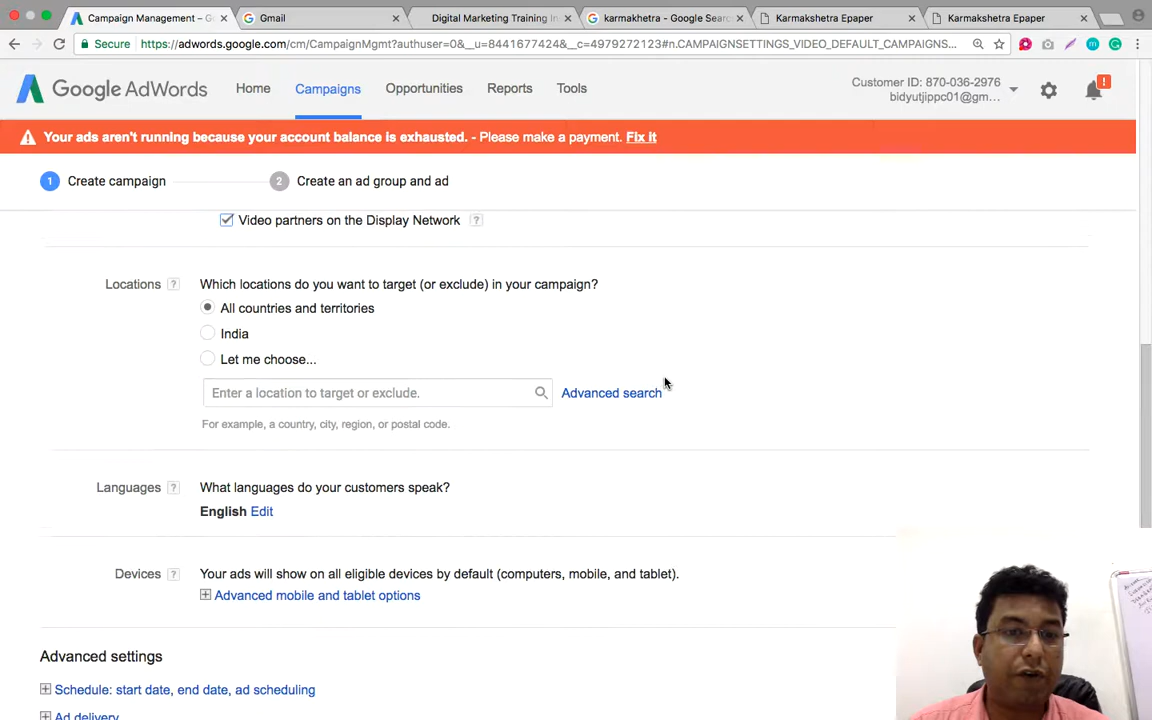 Campaign Management – G
Gmail
Digital Marketing Training In
karmakhetra - Google Sear
Karmakshetra Epaper
Karmakshetra Epaper
Secure
https://adwords.google.com/cm/CampaignMgmt?authuser=0&__u=8441677424&__c=4979272123#n.CAMPAIGNSETTINGS_VIDEO_DEFAULT_CAMPAIGNS...
Google AdWords
Home
Campaigns
Opportunities
Reports
Tools
Customer ID: 870-036-2976
bidyutjippc01@gm...
Your ads aren't running because your account balance is exhausted. - Please make a payment. Fix it
1 Create campaign
2 Create an ad group and ad
Video partners on the Display Network ?
Locations ? Which locations do you want to target (or exclude) in your campaign?
All countries and territories
India
Let me choose...
Enter a location to target or exclude.
Advanced search
For example, a country, city, region, or postal code.
Languages ? What languages do your customers speak?
English Edit
Devices ? Your ads will show on all eligible devices by default (computers, mobile, and tablet).
Advanced mobile and tablet options
Advanced settings
Schedule: start date, end date, ad scheduling
Ad delivery